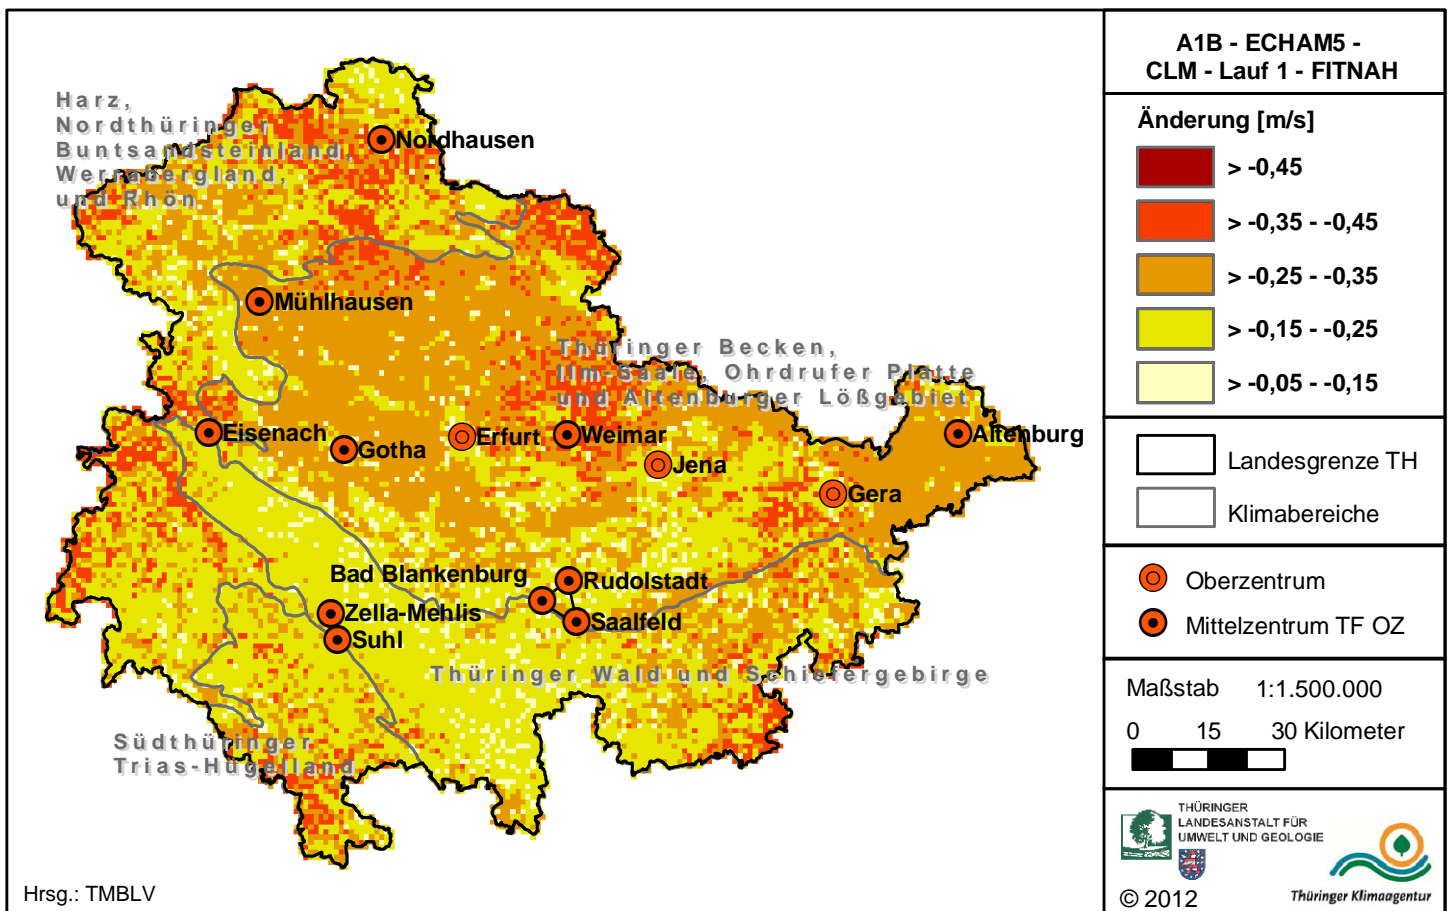 Harz,
Nordthüringer
Buntsandsteinland,
Werrabergland,
und Rhön
Nordhausen
Mühlhausen
Thüringer Becken,
Ilm-Saale, Ohrdrufer Platte
und Altenburger Lößgebiet
Eisenach
Gotha
Erfurt
Weimar
Jena
Altenburg
Gera
Bad Blankenburg
Rudolstadt
Zella-Mehlis
Saalfeld
Suhl
Thüringer Wald und Schiefergebirge
Südthüringer
Trias-Hügelland
Hrsg.: TMBLV
A1B - ECHAM5 -
CLM - Lauf 1 - FITNAH
Änderung [m/s]
> -0,45
> -0,35 - -0,45
> -0,25 - -0,35
> -0,15 - -0,25
> -0,05 - -0,15
Landesgrenze TH
Klimabereiche
Oberzentrum
Mittelzentrum TF OZ
Maßstab 1:1.500.000
0 15 30 Kilometer
THÜRINGER
LANDESANSTALT FÜR
UMWELT UND GEOLOGIE
© 2012
Thüringer Klimaagentur